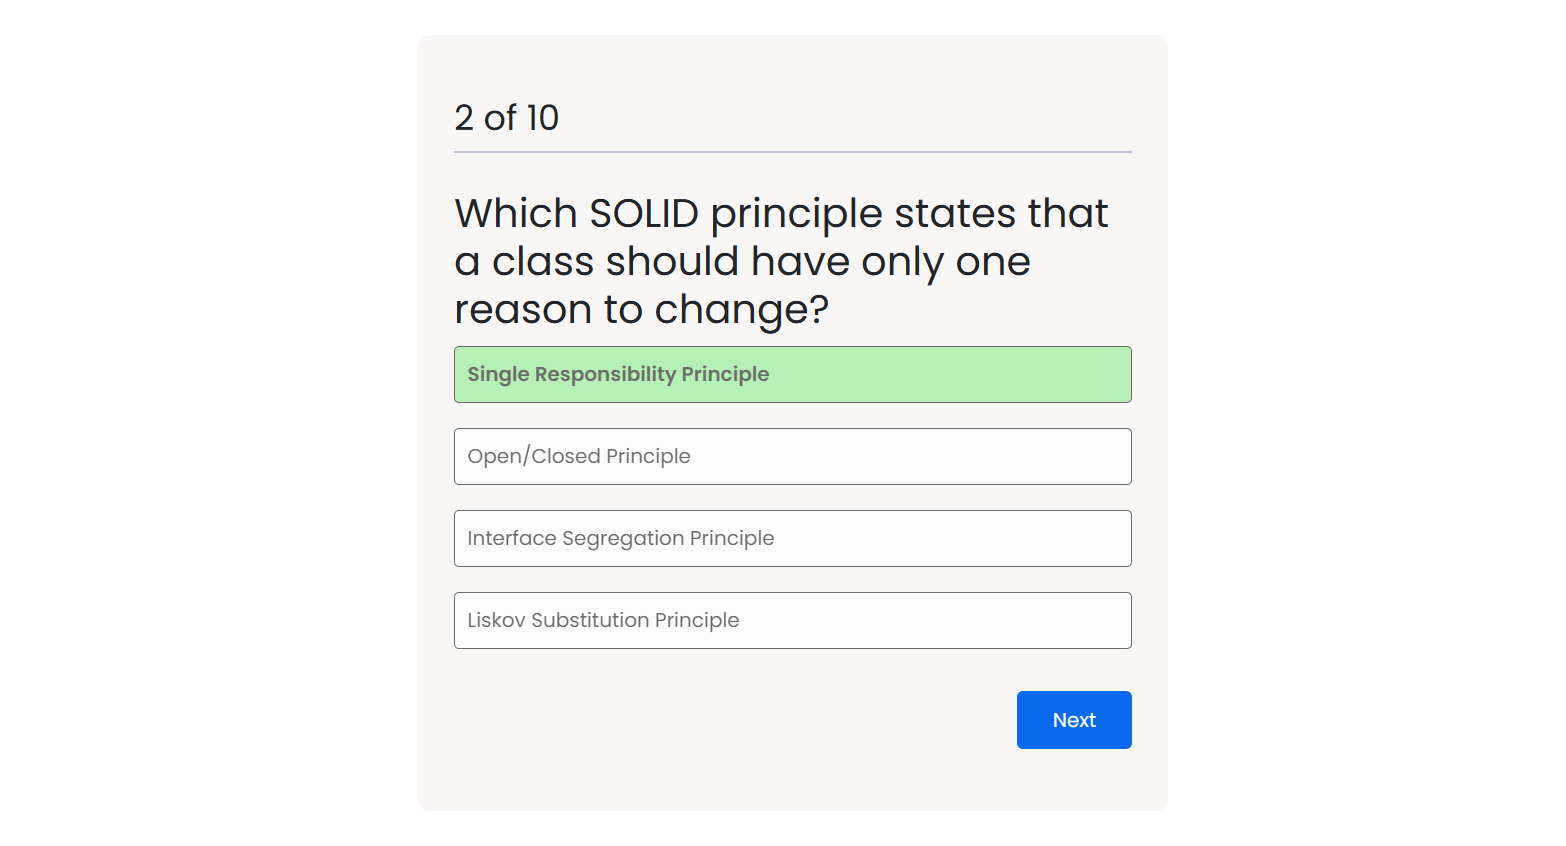 2 of 10
Which SOLID principle states that
a class should have only one
reason to change?
Single Responsibility Principle
Open/Closed Principle
Interface Segregation Principle
Liskov Substitution Principle
Next